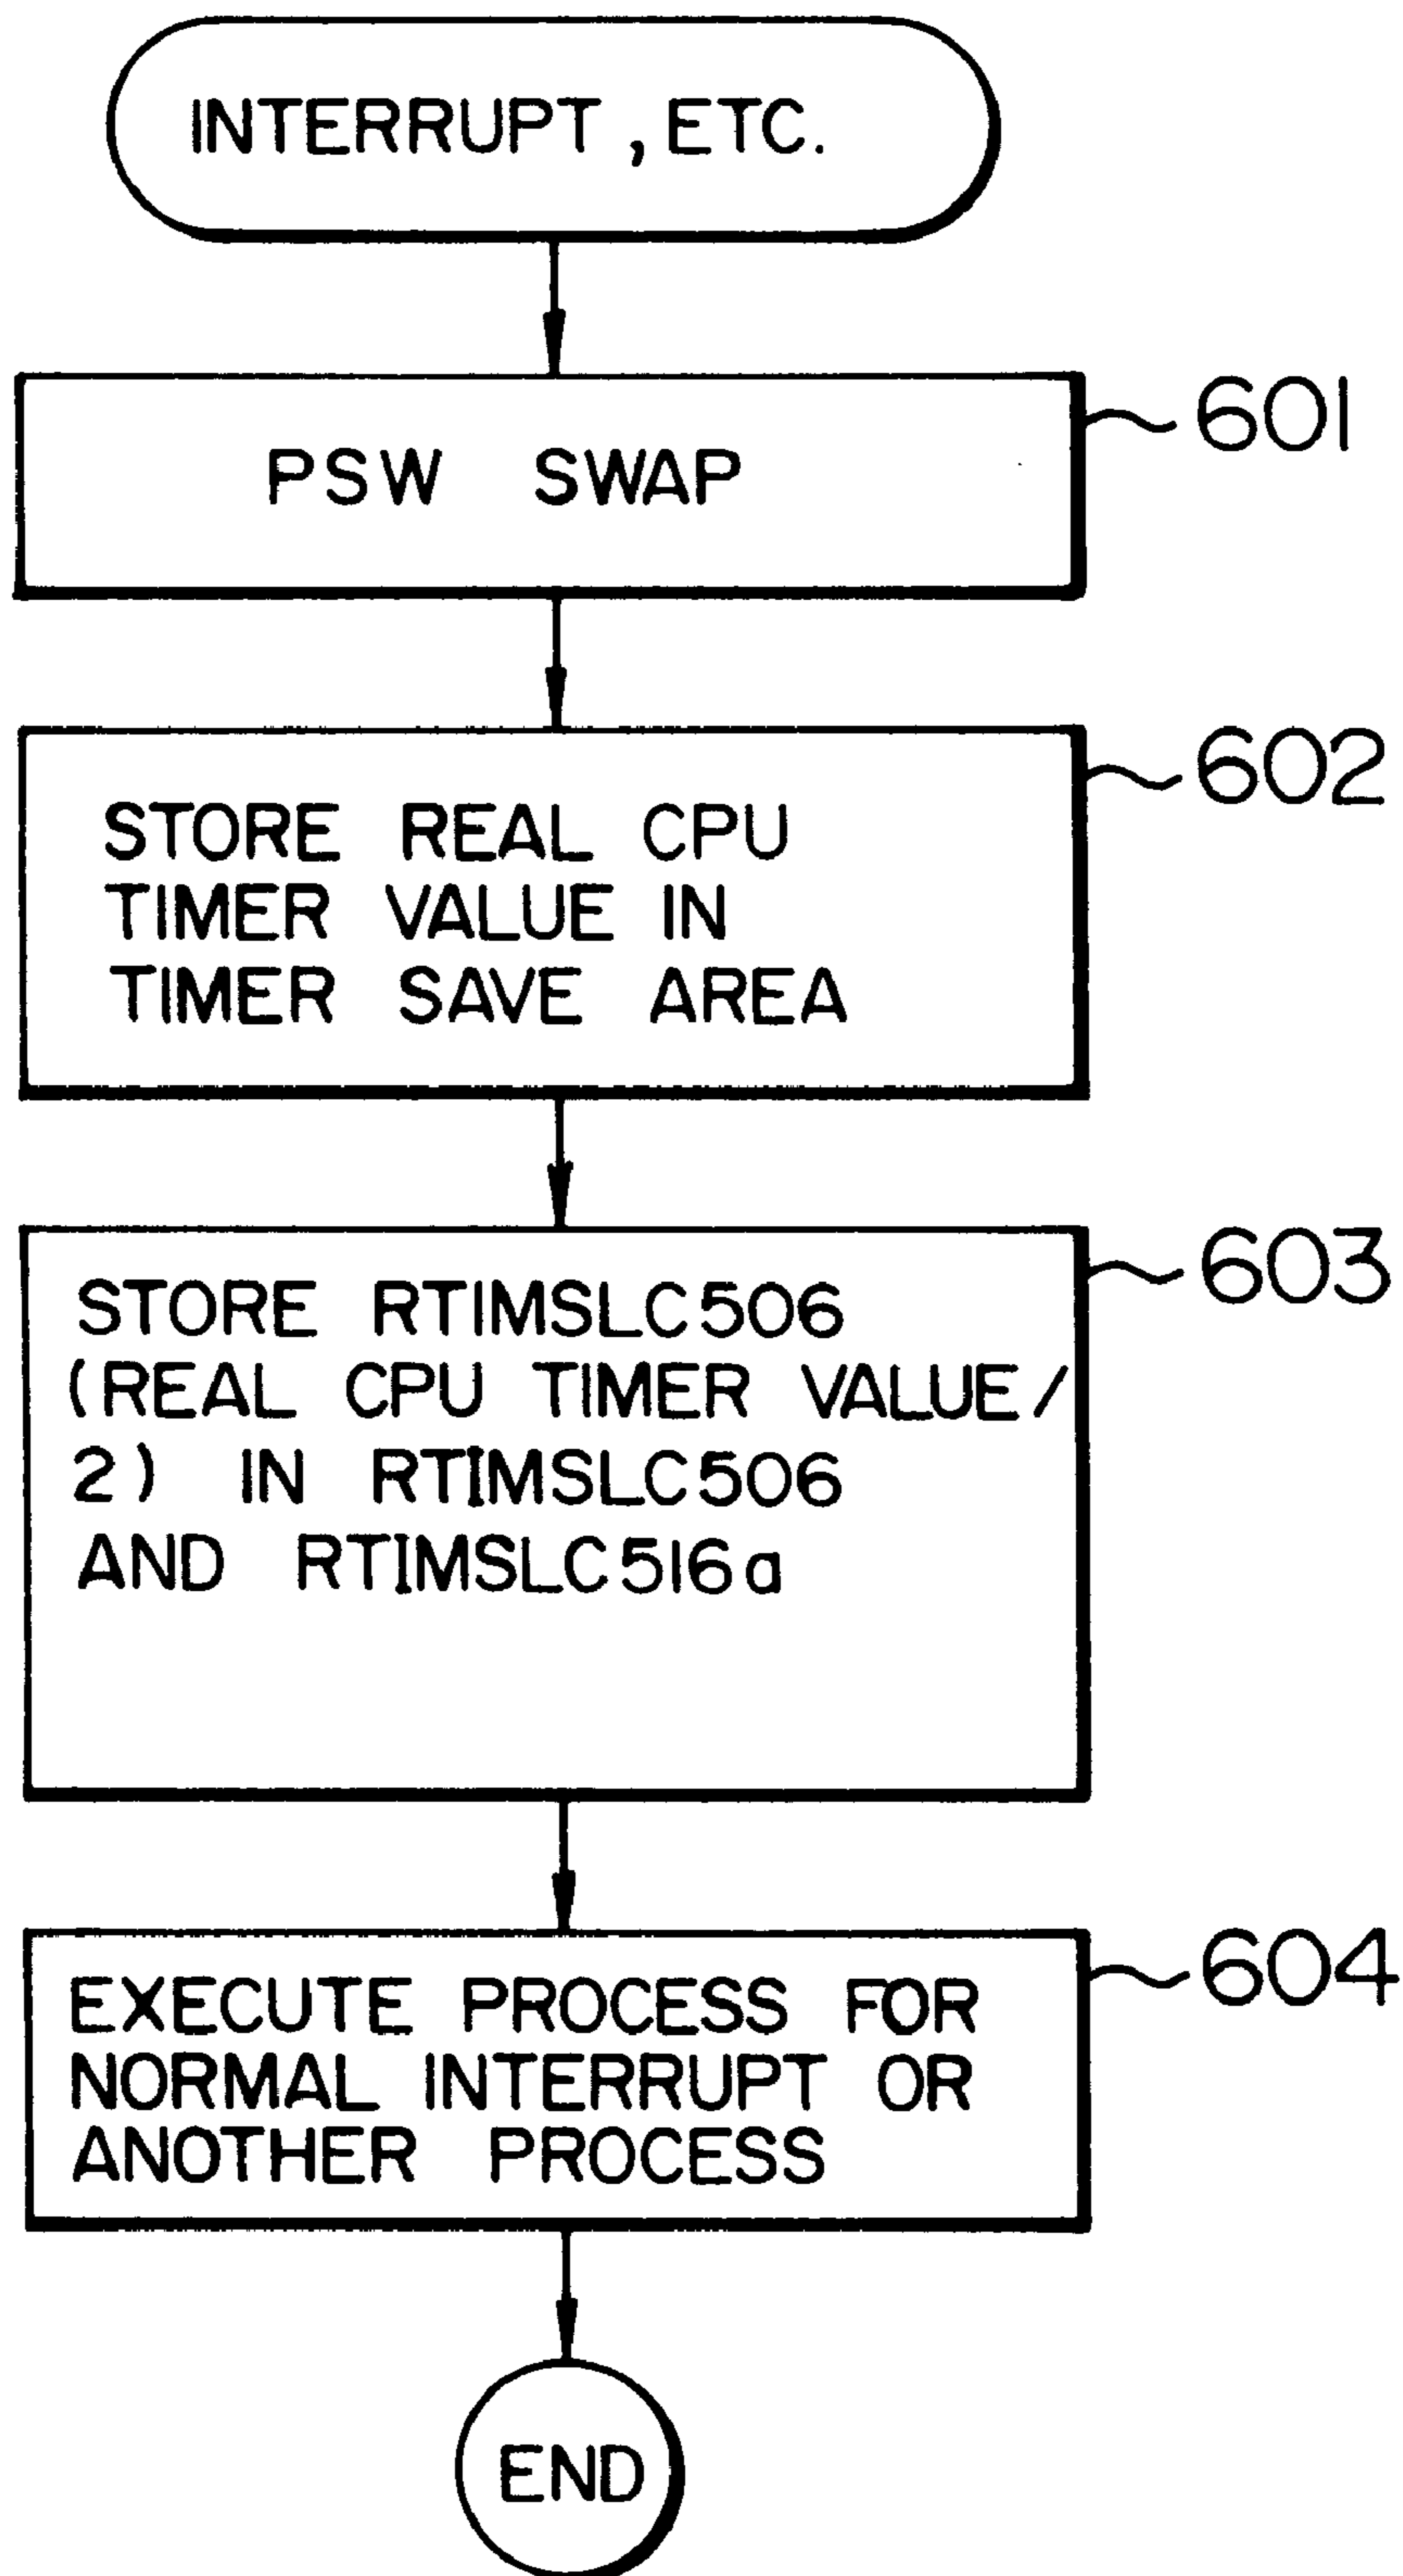 INTERRUPT, ETC.
PSW SWAP
601
STORE REAL CPU
TIMER VALUE IN
TIMER SAVE AREA
602
STORE RTIMSLC506
(REAL CPU TIMER VALUE/
2) IN RTIMSLC506
AND RTIMSLC516a
603
EXECUTE PROCESS FOR
NORMAL INTERRUPT OR
ANOTHER PROCESS
604
END